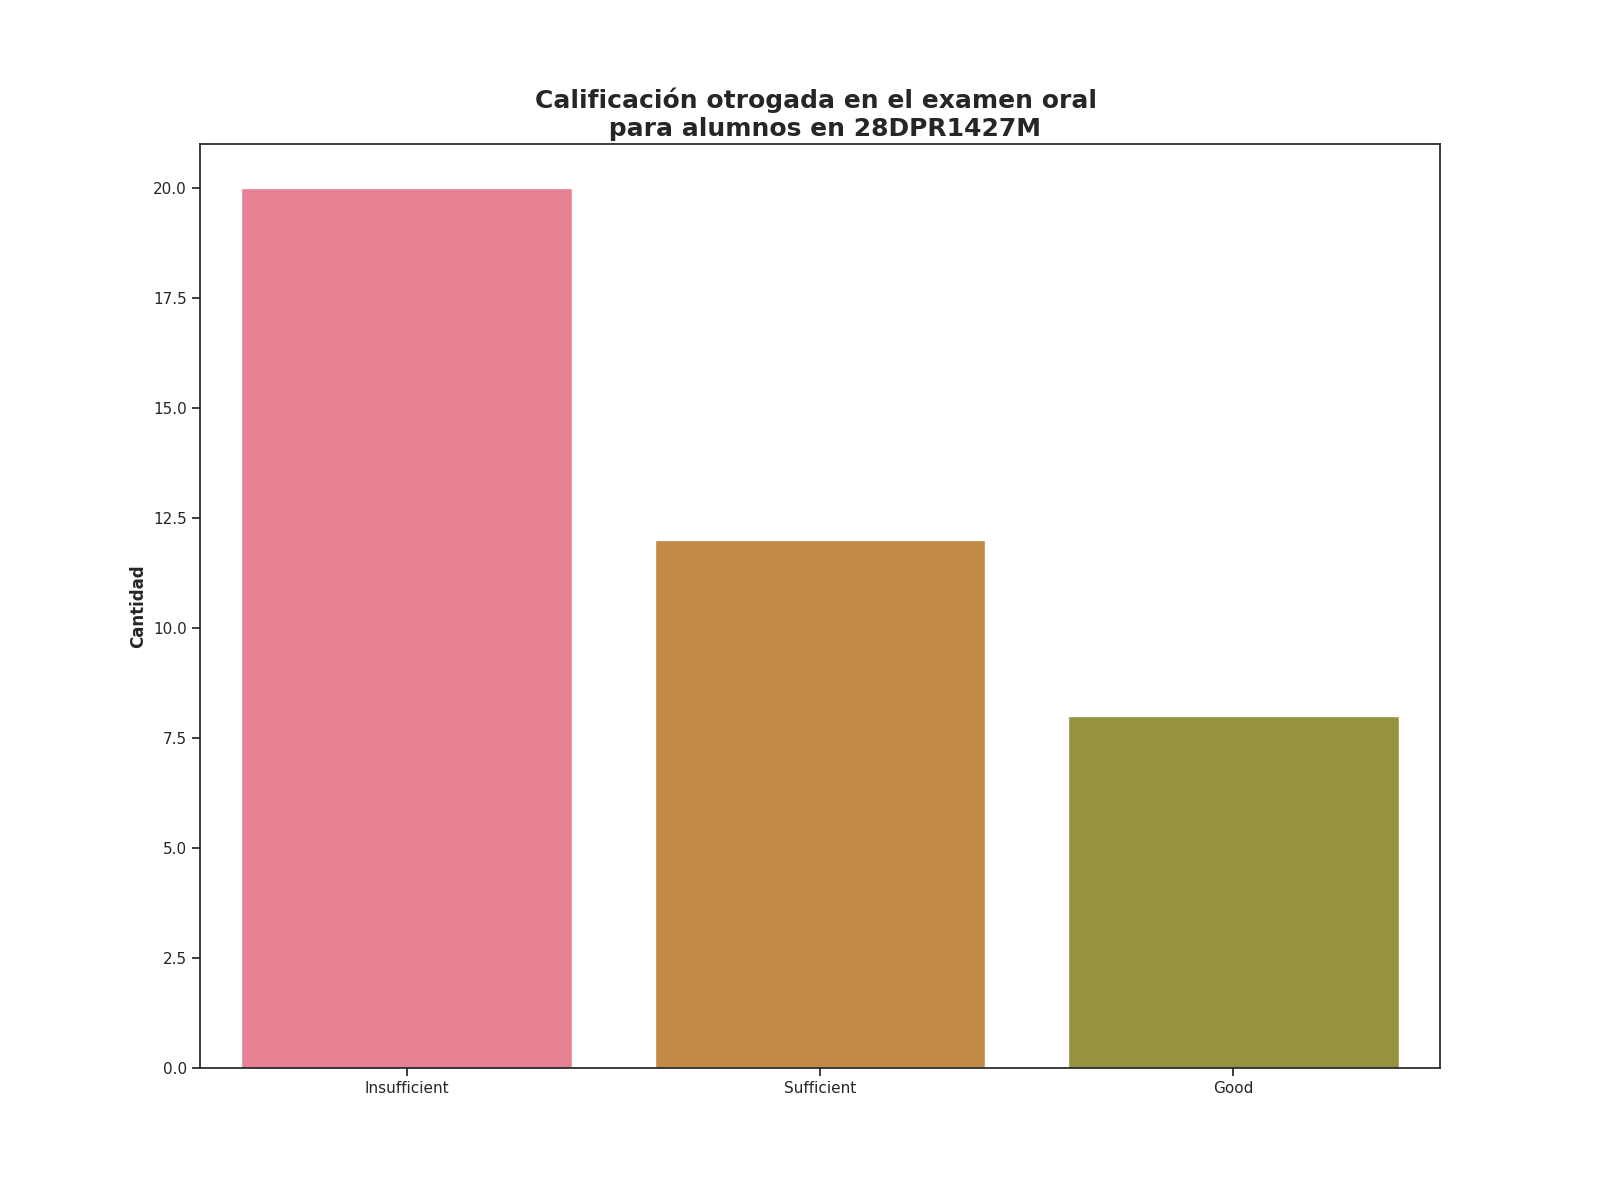 Calificación otrogada en el examen oral
para alumnos en 28DPR1427M
20.0
17.5
15.0
12.5
10.0
7.5
5.0
2.5
0.0
Cantidad
Insufficient
Sufficient
Good